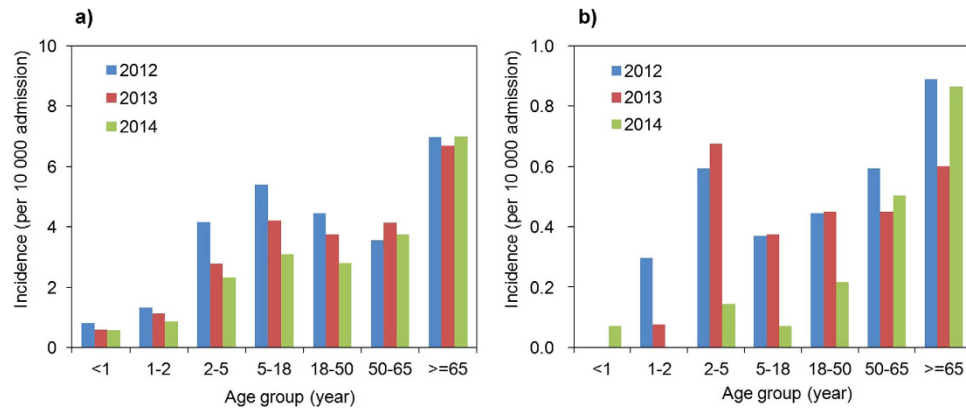 a)
Incidence (per 10 000 admission)
10
8
6
4
2
0
2012
2013
2014
<1 1-2 2-5 5-18 18-50 50-65 >=65
Age group (year)
b)
Incidence (per 10 000 admission)
1.0
0.8
0.6
0.4
0.2
0.0
2012
2013
2014
<1 1-2 2-5 5-18 18-50 50-65 >=65
Age group (year)